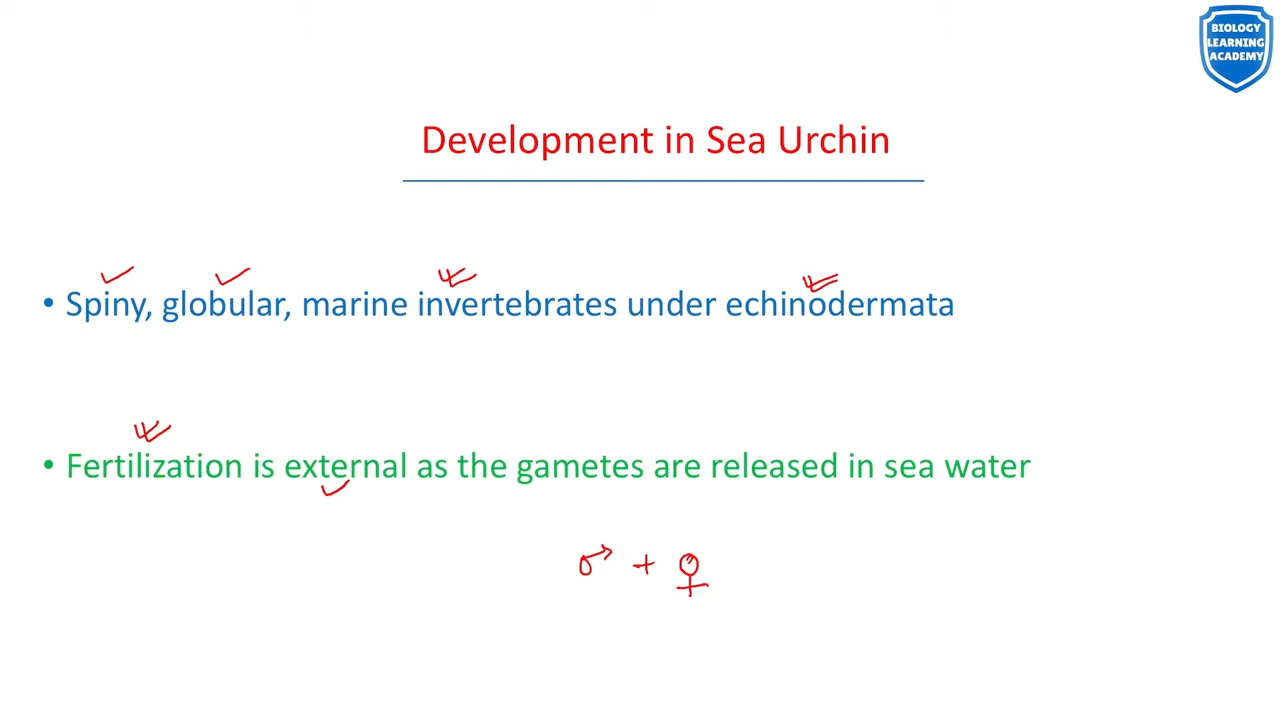 BIOLOGY
LEARNING
ACADEMY
Development in Sea Urchin
• Spiny, globular, marine invertebrates under echinodermata
• Fertilization is external as the gametes are released in sea water
♂ + ♀